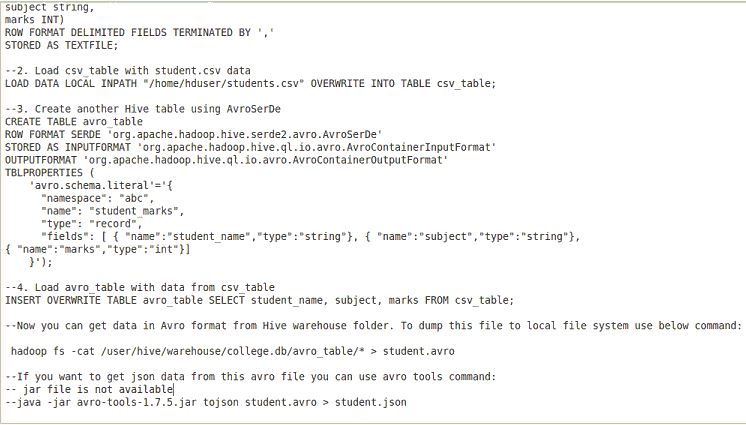 subject string,
marks INT)
ROW FORMAT DELIMITED FIELDS TERMINATED BY ','
STORED AS TEXTFILE;
--2. Load csv_table with student.csv data
LOAD DATA LOCAL INPATH "/home/hduser/students.csv" OVERWRITE INTO TABLE csv_table;
--3. Create another Hive table using AvroSerDe
CREATE TABLE avro_table
ROW FORMAT SERDE 'org.apache.hadoop.hive.serde2.avro.AvroSerDe'
STORED AS INPUTFORMAT 'org.apache.hadoop.hive.ql.io.avro.AvroContainerInputFormat'
OUTPUTFORMAT 'org.apache.hadoop.hive.ql.io.avro.AvroContainerOutputFormat'
TBLPROPERTIES (
    'avro.schema.literal'='{
      "namespace": "abc",
      "name": "student_marks",
      "type": "record",
      "fields": [ { "name":"student_name","type":"string"}, { "name":"subject","type":"string"},
{ "name":"marks","type":"int"}]
    }');
--4. Load avro_table with data from csv_table
INSERT OVERWRITE TABLE avro_table SELECT student_name, subject, marks FROM csv_table;
--Now you can get data in Avro format from Hive warehouse folder. To dump this file to local file system use below command:
 hadoop fs -cat /user/hive/warehouse/college.db/avro_table/* > student.avro
--If you want to get json data from this avro file you can use avro tools command:
-- jar file is not available
--java -jar avro-tools-1.7.5.jar tojson student.avro > student.json